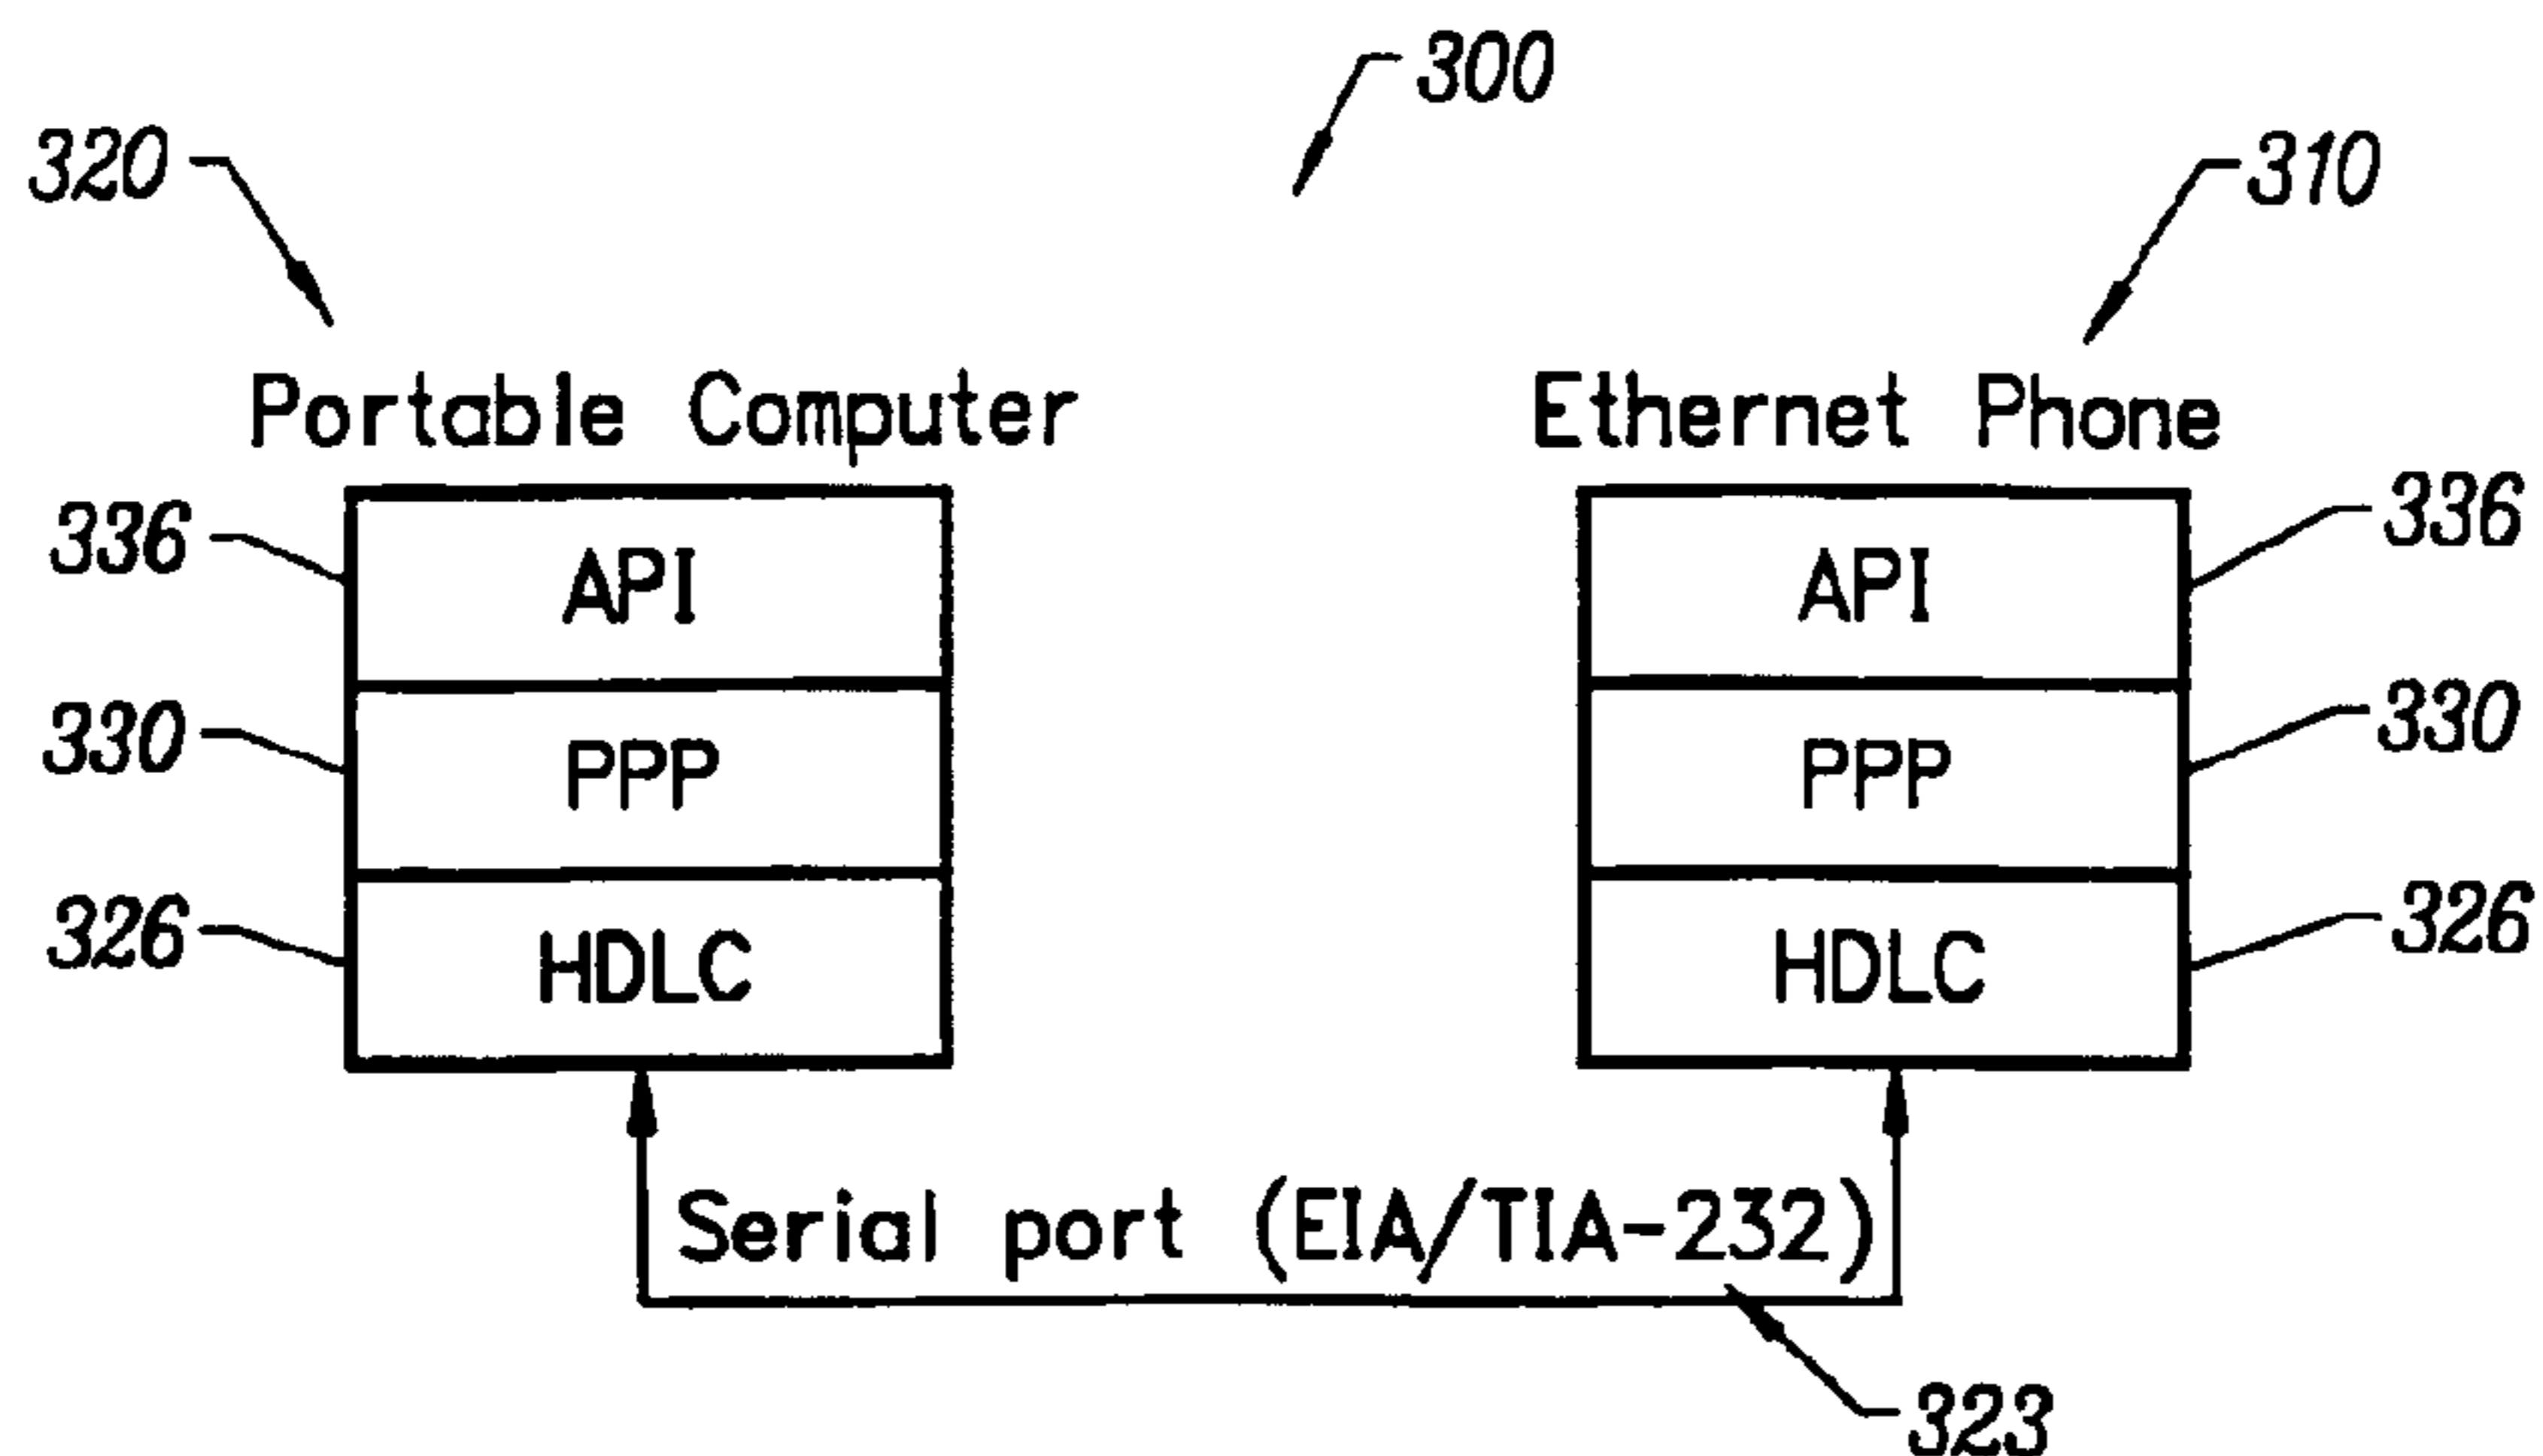 300
320
310
Portable Computer
Ethernet Phone
336
API
API
336
330
PPP
PPP
330
326
HDLC
HDLC
326
Serial port (EIA/TIA-232)
323